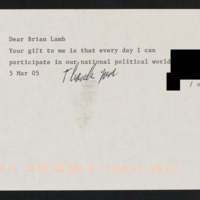 Dear Brian Lamb
Your gift to me is that every day I can
participate in our national political world
5 Mar 05
Thank you